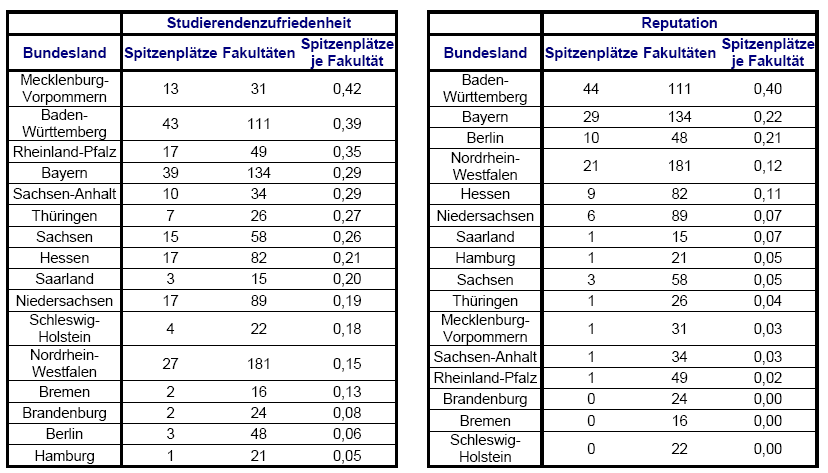 Studierendenzufriedenheit
Bundesland Spitzenplätze Fakultäten Spitzenplätze je Fakultät
Mecklenburg-Vorpommern 13 31 0,42
Baden-Württemberg 43 111 0,39
Rheinland-Pfalz 17 49 0,35
Bayern 39 134 0,29
Sachsen-Anhalt 10 34 0,29
Thüringen 7 26 0,27
Sachsen 15 58 0,26
Hessen 17 82 0,21
Saarland 3 15 0,20
Niedersachsen 17 89 0,19
Schleswig-Holstein 4 22 0,18
Nordrhein-Westfalen 27 181 0,15
Bremen 2 16 0,13
Brandenburg 2 24 0,08
Berlin 3 48 0,06
Hamburg 1 21 0,05
Reputation
Bundesland Spitzenplätze Fakultäten Spitzenplätze je Fakultät
Baden-Württemberg 44 111 0,40
Bayern 29 134 0,22
Berlin 10 48 0,21
Nordrhein-Westfalen 21 181 0,12
Hessen 9 82 0,11
Niedersachsen 6 89 0,07
Saarland 1 15 0,07
Hamburg 1 21 0,05
Sachsen 3 58 0,05
Thüringen 1 26 0,04
Mecklenburg-Vorpommern 1 31 0,03
Sachsen-Anhalt 1 34 0,03
Rheinland-Pfalz 1 49 0,02
Brandenburg 0 24 0,00
Bremen 0 16 0,00
Schleswig-Holstein 0 22 0,00